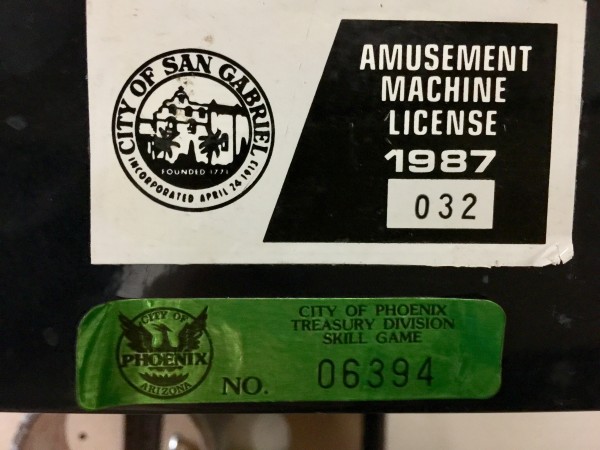 CITY OF SAN GABRIEL
FOUNDED 1771
INCORPORATED APRIL 24 1913
AMUSEMENT
MACHINE
LICENSE
1987
032
CITY OF
PHOENIX
ARIZONA
NO.
CITY OF PHOENIX
TREASURY DIVISION
SKILL GAME
06394